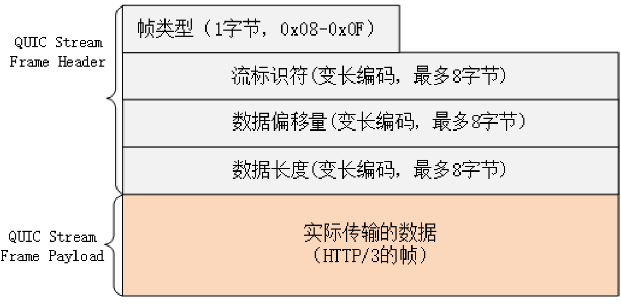 QUIC Stream
Frame Header
帧类型（1字节，0x08-0x0F）
流标识符(变长编码，最多8字节)
数据偏移量(变长编码，最多8字节)
数据长度(变长编码，最多8字节)
QUIC Stream
Frame Payload
实际传输的数据
（HTTP/3的帧）